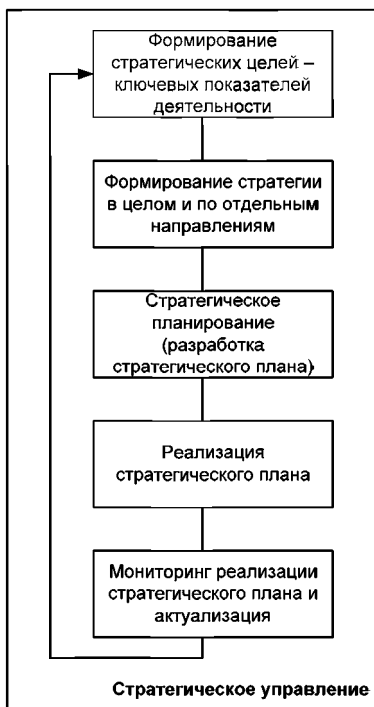 Формирование
стратегических целей –
ключевых показателей
деятельности
Формирование стратегии
в целом и по отдельным
направлениям
Стратегическое
планирование
(разработка
стратегического плана)
Реализация
стратегического плана
Мониторинг реализации
стратегического плана и
актуализация
Стратегическое управление